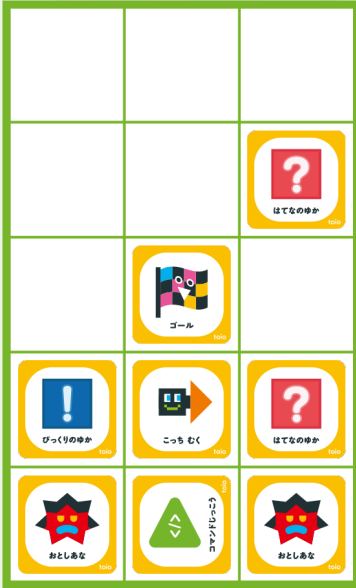 ?
はてなのゆか
toio
ゴール
toio
!
びっくりのゆか
toio
こっち むく
toio
?
はてなのゆか
toio
おとしあな
toio
</>
コマンドじっこう
toio
おとしあな
toio